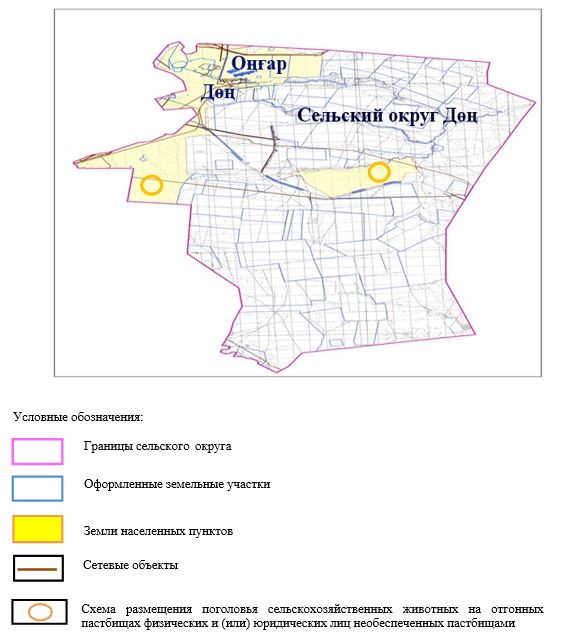 Оңғар
Дөң
Сельский округ Дөң
Условные обозначения:
Границы сельского округа
Оформленные земельные участки
Земли населенных пунктов
Сетевые объекты
Схема размещения поголовья сельскохозяйственных животных на отгонных
пастбищах физических и (или) юридических лиц необеспеченных пастбищами